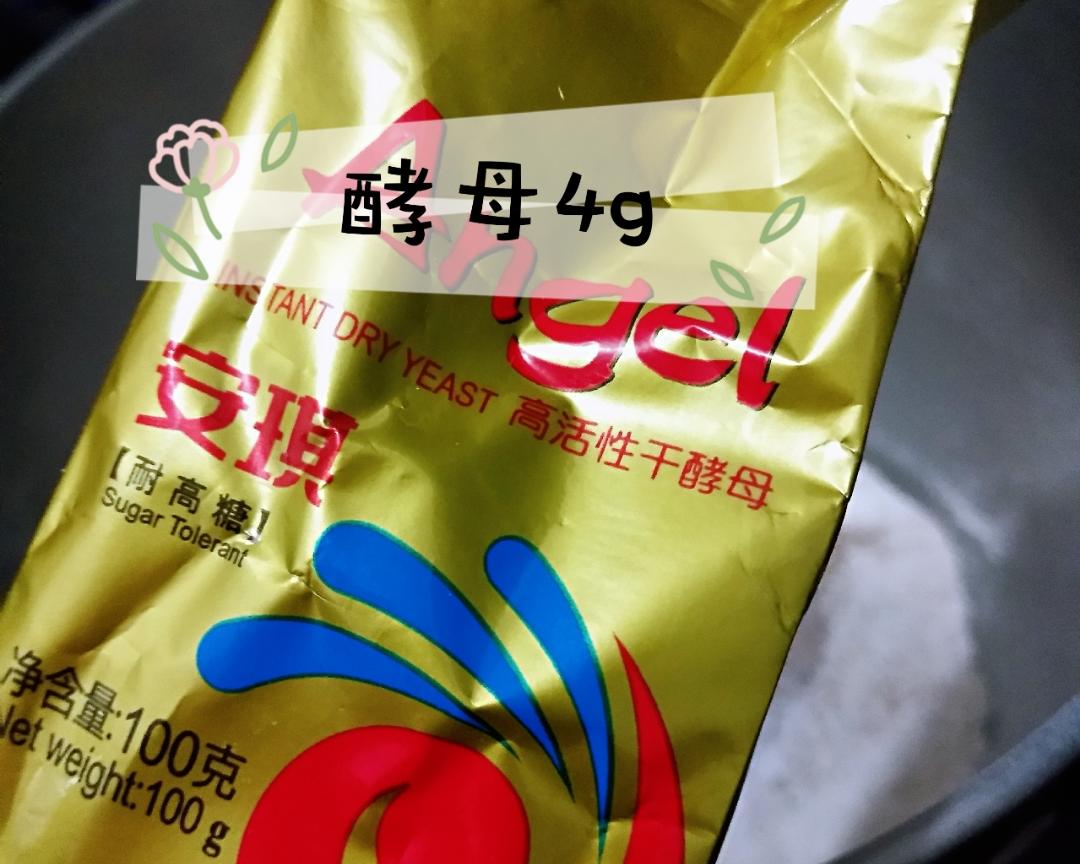 酵母4g
Angel
INSTANT DRY YEAST 高活性干酵母
安琪
【耐高糖】
Sugar Tolerant
净含量:100克
Net weight:100 g